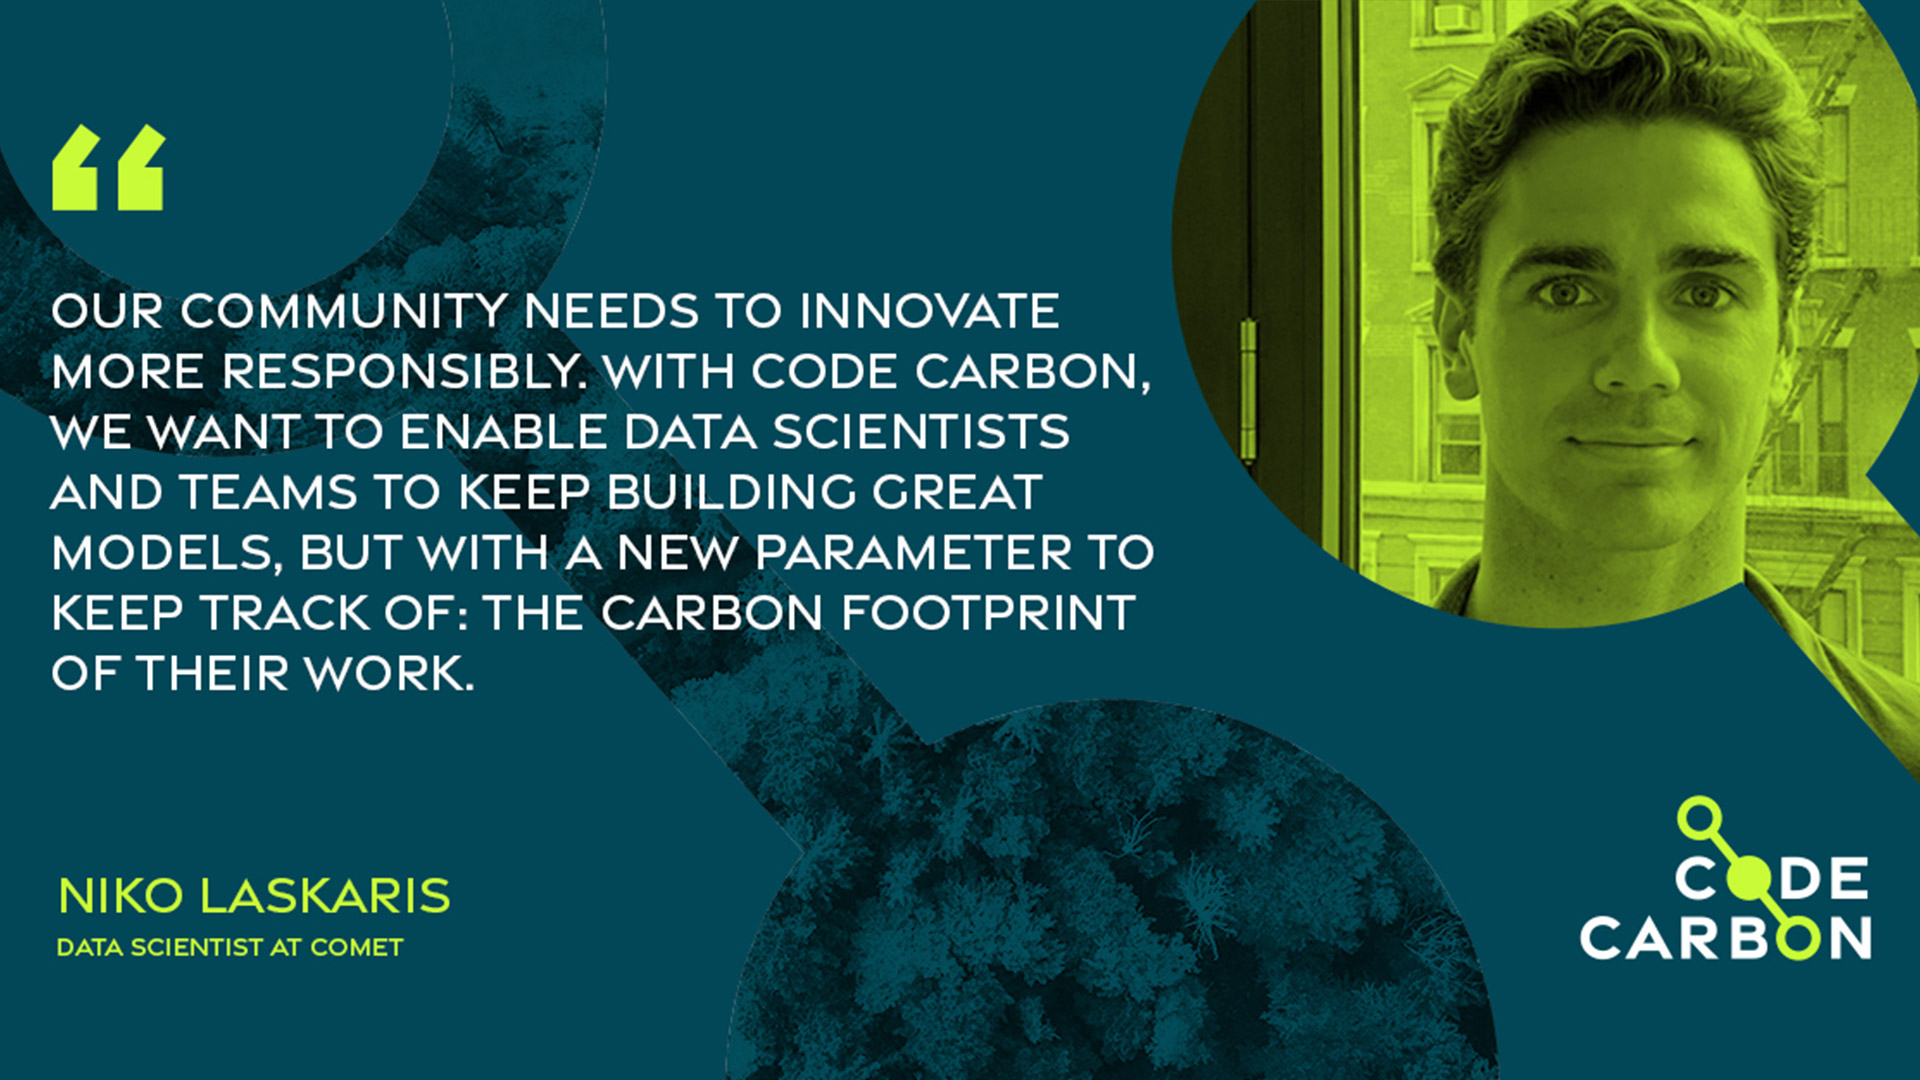 OUR COMMUNITY NEEDS TO INNOVATE
MORE RESPONSIBLY. WITH CODE CARBON,
WE WANT TO ENABLE DATA SCIENTISTS
AND TEAMS TO KEEP BUILDING GREAT
MODELS, BUT WITH A NEW PARAMETER TO
KEEP TRACK OF: THE CARBON FOOTPRINT
OF THEIR WORK.
NIKO LASKARIS
DATA SCIENTIST AT COMET
CODE
CARBON